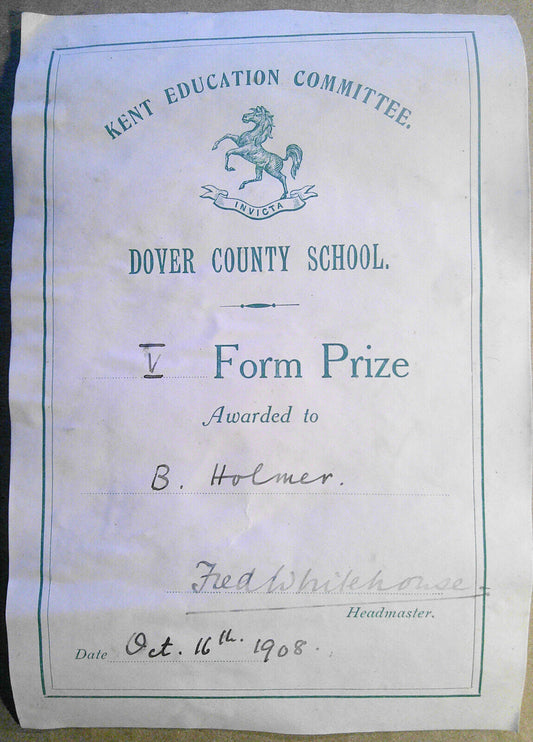 KENT EDUCATION COMMITTEE.
INVICTA
DOVER COUNTY SCHOOL.
V Form Prize
Awarded to
B. Holmer.
Fred Whitehouse
Headmaster.
Date Oct. 16th. 1908.